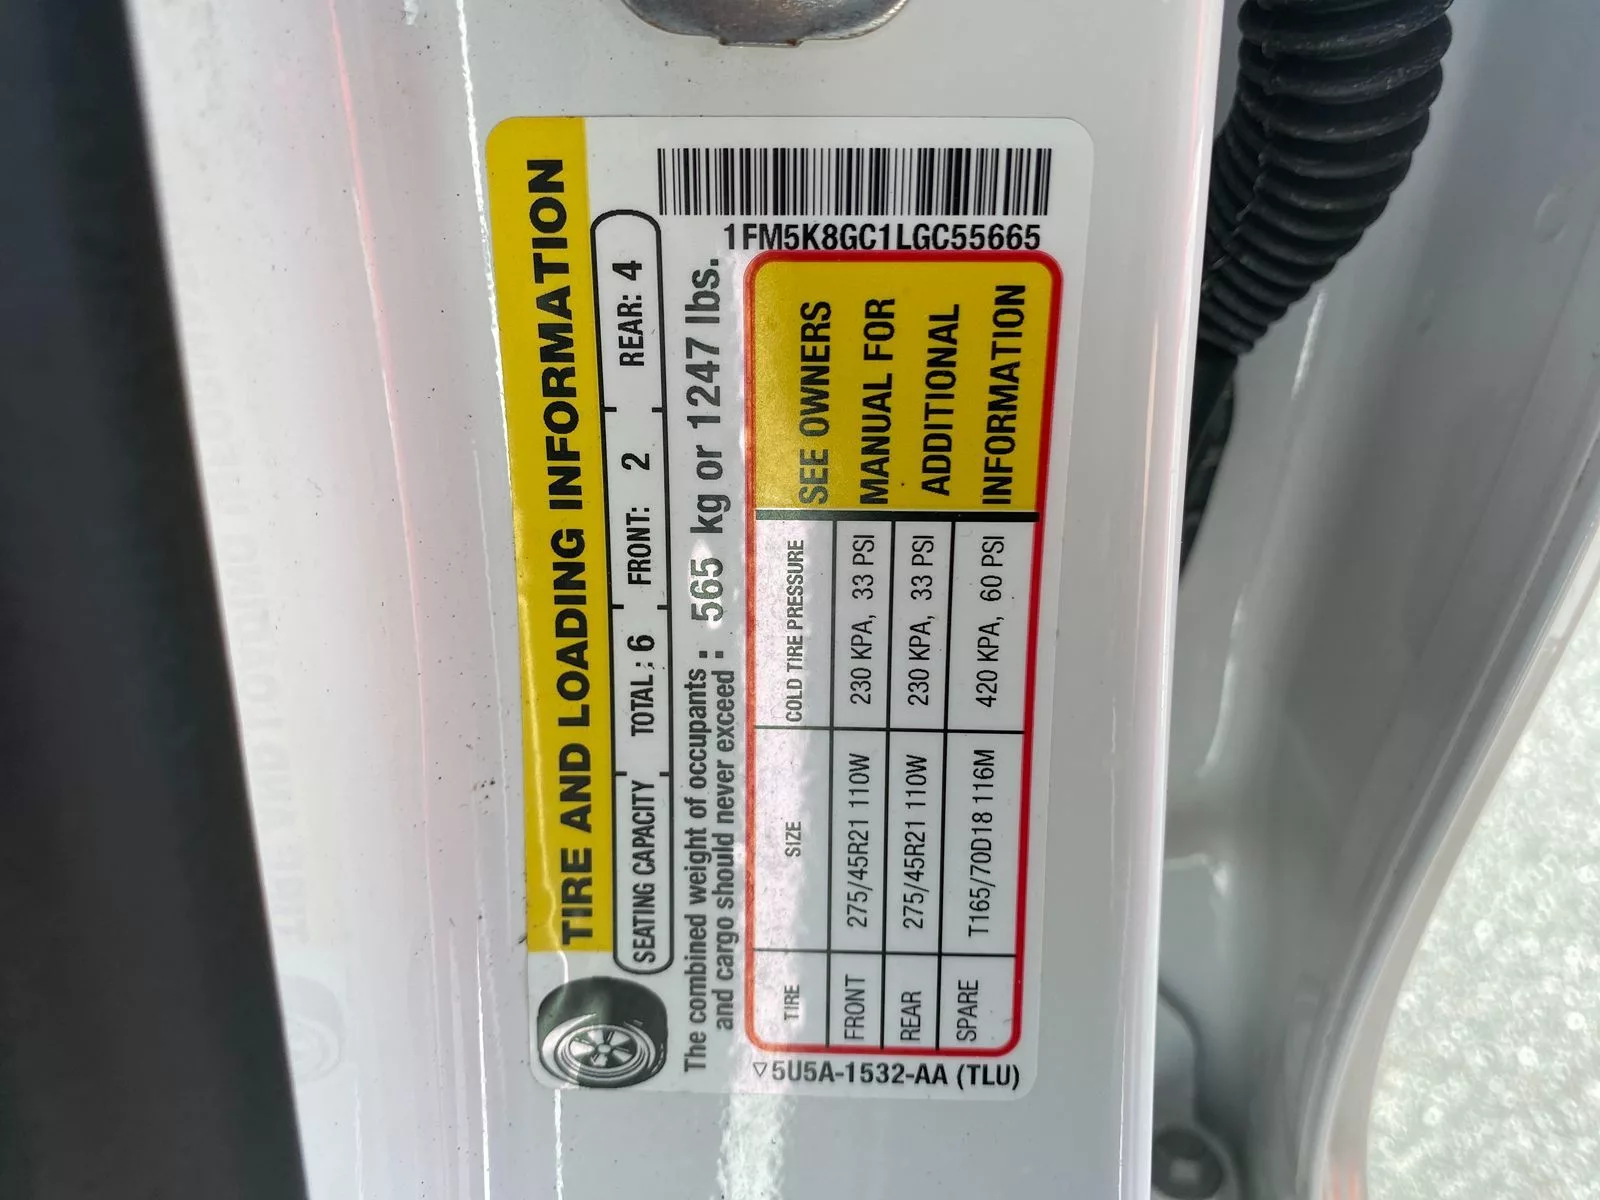 TIRE AND LOADING INFORMATION
SEATING CAPACITY TOTAL : 6 FRONT: 2 REAR: 4
The combined weight of occupants and cargo should never exceed : 565 kg or 1247 lbs.
1FM5K8GC1LGC55665
TIRE SIZE COLD TIRE PRESSURE
FRONT 275/45R21 110W 230 KPA, 33 PSI
REAR 275/45R21 110W 230 KPA, 33 PSI
SPARE T165/70D18 116M 420 KPA, 60 PSI
SEE OWNERS
MANUAL FOR
ADDITIONAL
INFORMATION
5U5A-1532-AA (TLU)